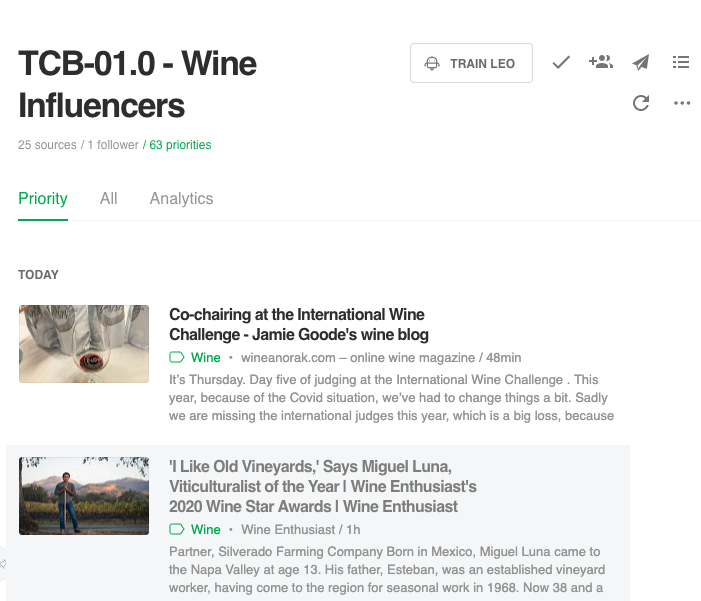 TCB-01.0 - Wine
Influencers
TRAIN LEO
25 sources / 1 follower / 63 priorities
Priority
All
Analytics
TODAY
Co-chairing at the International Wine
Challenge - Jamie Goode's wine blog
Wine • wineanorak.com – online wine magazine / 48min
It's Thursday. Day five of judging at the International Wine Challenge . This
year, because of the Covid situation, we've had to change things a bit. Sadly
we are missing the international judges this year, which is a big loss, because
'I Like Old Vineyards,' Says Miguel Luna,
Viticulturalist of the Year | Wine Enthusiast's
2020 Wine Star Awards | Wine Enthusiast
Wine • Wine Enthusiast / 1h
Partner, Silverado Farming Company Born in Mexico, Miguel Luna came to
the Napa Valley at age 13. His father, Esteban, was an established vineyard
worker, having come to the region for seasonal work in 1968. Now 38 and a